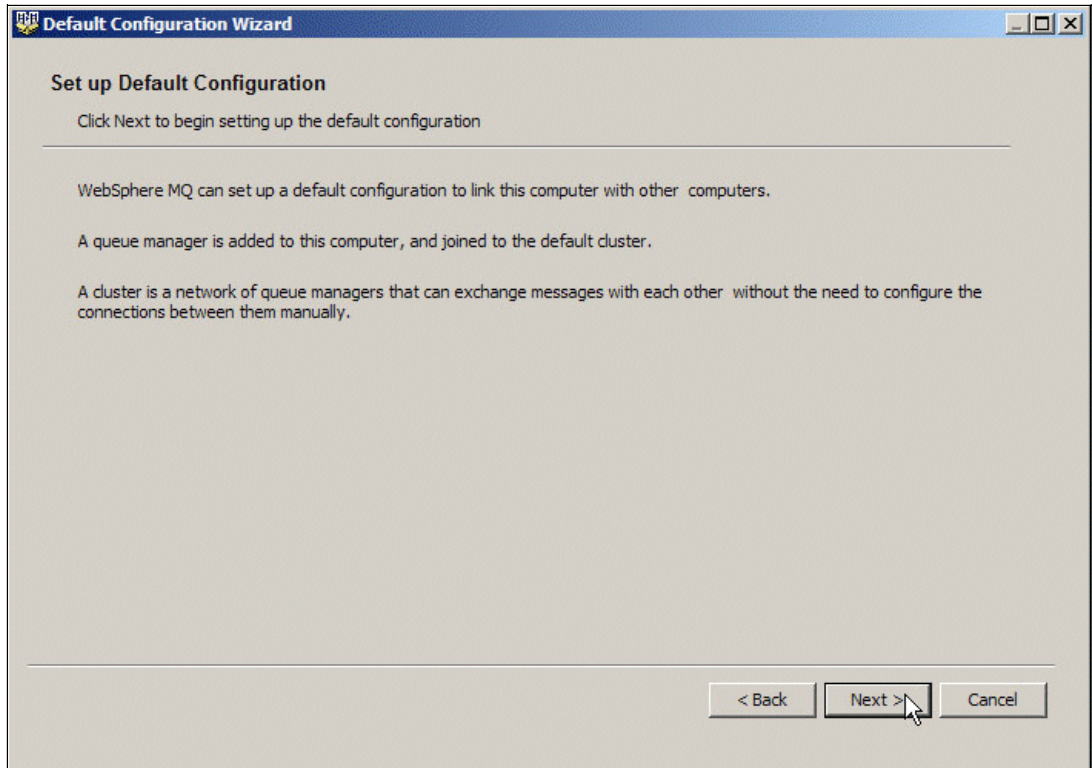 Default Configuration Wizard
Set up Default Configuration
Click Next to begin setting up the default configuration
WebSphere MQ can set up a default configuration to link this computer with other computers.
A queue manager is added to this computer, and joined to the default cluster.
A cluster is a network of queue managers that can exchange messages with each other without the need to configure the
connections between them manually.
< Back Next > Cancel